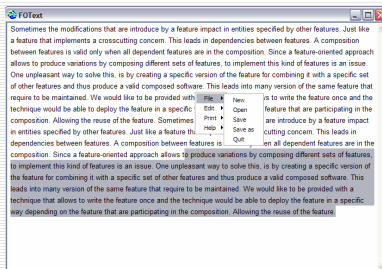 FOText
Sometimes the modifications that are introduce by a feature impact in entities specified by other features. Just like
a feature that implements a crosscutting concern. This leads in dependencies between features. A composition
between features is valid only when all dependent features are in the composition. Since a feature-oriented approach
allows to produce variations by composing different sets of features, to implement this kind of features is an issue.
One unpleasant way to solve this, is by creating a specific version of the feature for combining it with a specific set
of other features and thus produce a valid composed software. This leads into many version of the same feature that
require to be maintained. We would like to be provided with File New ys to write the feature once and the
technique would be able to deploy the feature in a specific Edit Open feature that are participating in the
composition. Allowing the reuse of the feature. Sometimes Print Save are introduce by a feature impact
in entities specified by other features. Just like a feature tha Help Save as cutting concern. This leads in
dependencies between features. A composition between features is Quit en all dependent features are in the
composition. Since a feature-oriented approach allows to produce variations by composing different sets of features,
to implement this kind of features is an issue. One unpleasant way to solve this, is by creating a specific version of
the feature for combining it with a specific set of other features and thus produce a valid composed software. This
leads into many version of the same feature that require to be maintained. We would like to be provided with a
technique that allows to write the feature once and the technique would be able to deploy the feature in a specific
way depending on the feature that are participating in the composition. Allowing the reuse of the feature.